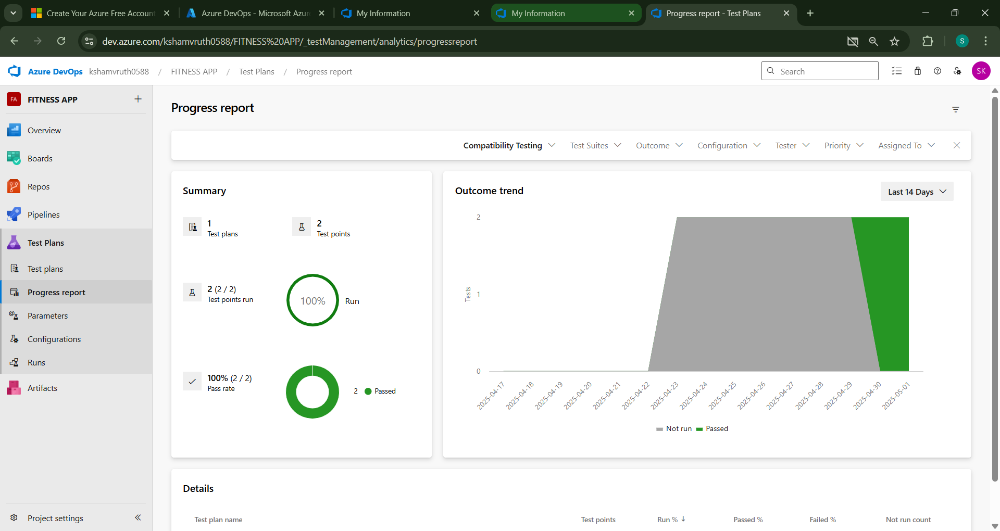 Create Your Azure Free Account
Azure DevOps - Microsoft Azur
My Information
My Information
Progress report - Test Plans
dev.azure.com/kshamvruth0588/FITNESS%20APP/_testManagement/analytics/progressreport
S
Azure DevOps kshamvruth0588 / FITNESS APP / Test Plans / Progress report
Search
SK
FA FITNESS APP
Overview
Boards
Repos
Pipelines
Test Plans
Test plans
Progress report
Parameters
Configurations
Runs
Artifacts
Project settings
Progress report
Compatibility Testing Test Suites Outcome Configuration Tester Priority Assigned To
Summary
1
Test plans
2
Test points
2 (2 / 2)
Test points run
100%
Run
100% (2 / 2)
Pass rate
2 Passed
Outcome trend
Last 14 Days
2
1
0
Tests
2025-04-17
2025-04-18
2025-04-19
2025-04-20
2025-04-21
2025-04-22
2025-04-23
2025-04-24
2025-04-25
2025-04-26
2025-04-27
2025-04-28
2025-04-29
2025-04-30
2025-05-01
Not run Passed
Details
Test plan name Test points Run % Passed % Failed % Not run count